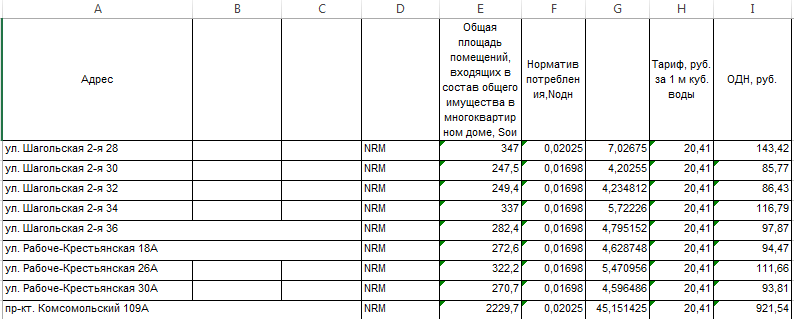 A B C D E F G H I
Адрес
Общая
площадь
помещений,
входящих в
состав общего
имущества в
многоквартир
ном доме, Sои
Норматив
потреблен
ия,Nодн
Тариф, руб.
за 1 м куб.
воды
ОДН, руб.
ул. Шагольская 2-я 28 NRM 347 0,02025 7,02675 20,41 143,42
ул. Шагольская 2-я 30 NRM 247,5 0,01698 4,20255 20,41 85,77
ул. Шагольская 2-я 32 NRM 249,4 0,01698 4,234812 20,41 86,43
ул. Шагольская 2-я 34 NRM 337 0,01698 5,72226 20,41 116,79
ул. Шагольская 2-я 36 NRM 282,4 0,01698 4,795152 20,41 97,87
ул. Рабоче-Крестьянская 18А NRM 272,6 0,01698 4,628748 20,41 94,47
ул. Рабоче-Крестьянская 26А NRM 322,2 0,01698 5,470956 20,41 111,66
ул. Рабоче-Крестьянская 30А NRM 270,7 0,01698 4,596486 20,41 93,81
пр-кт. Комсомольский 109А NRM 2229,7 0,02025 45,151425 20,41 921,54